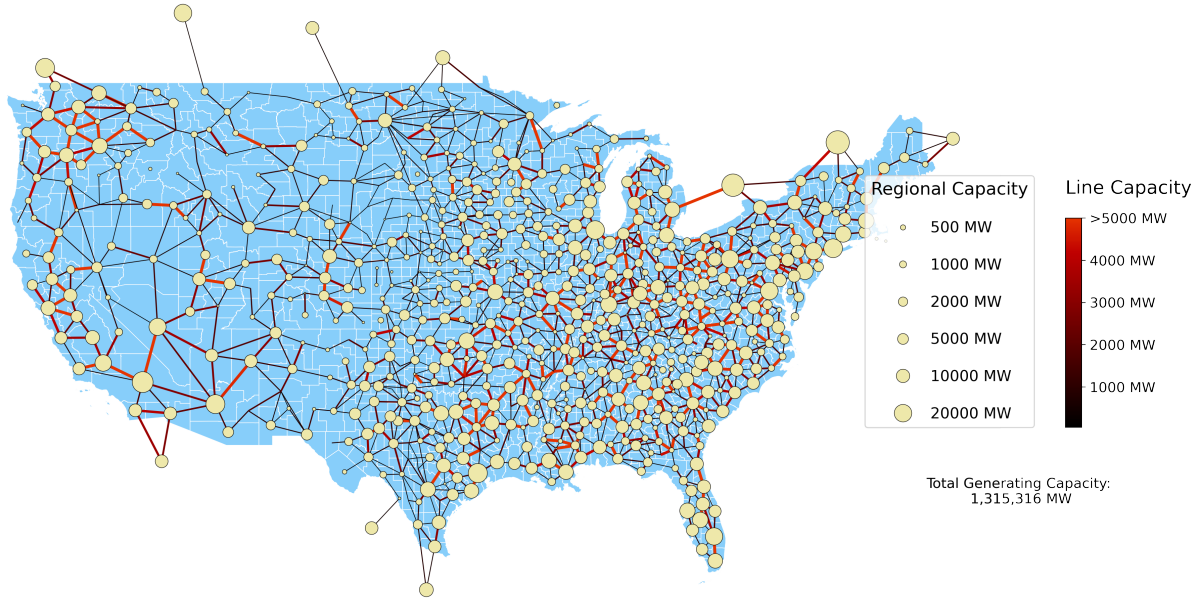 Regional Capacity
500 MW
1000 MW
2000 MW
5000 MW
10000 MW
20000 MW
Line Capacity
>5000 MW
4000 MW
3000 MW
2000 MW
1000 MW
Total Generating Capacity:
1,315,316 MW